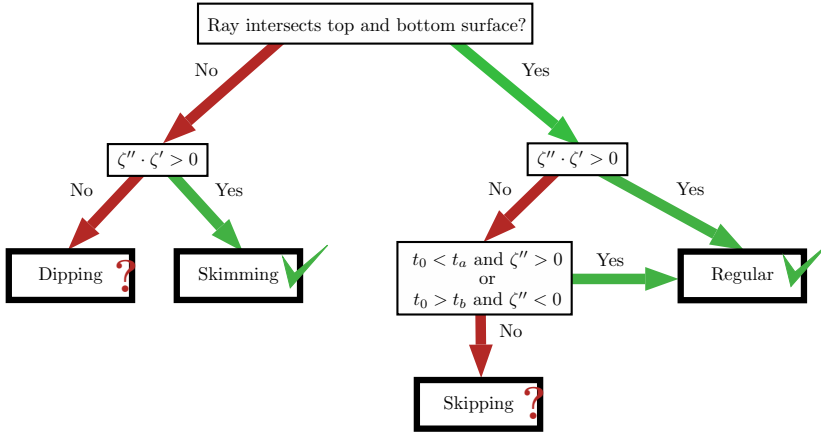 Ray intersects top and bottom surface?
No
Yes
ζ′′ · ζ′ > 0
ζ′′ · ζ′ > 0
No
Yes
No
Yes
Dipping ?
Skimming
t₀ < tₐ and ζ′′ > 0
or
t₀ > t_b and ζ′′ < 0
Yes
Regular
No
Skipping ?